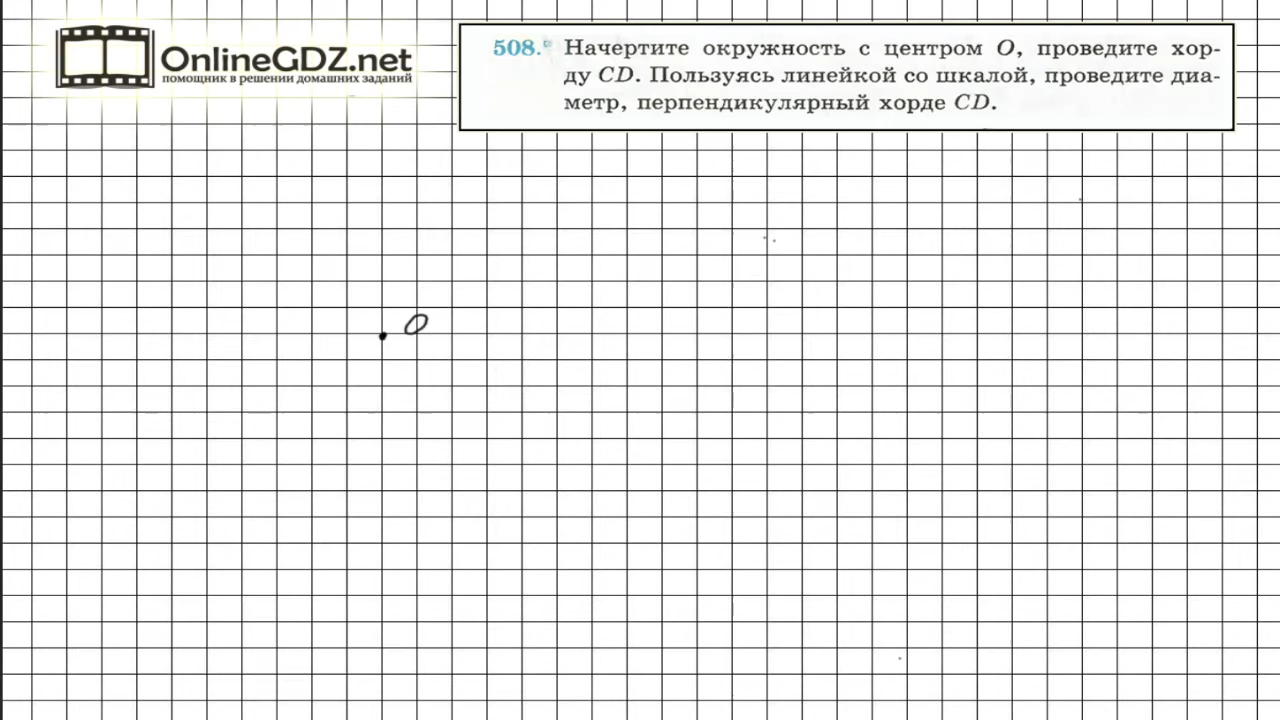 OnlineGDZ.net
помощник в решении домашних заданий
508.° Начертите окружность с центром O, проведите хор-
ду CD. Пользуясь линейкой со шкалой, проведите диа-
метр, перпендикулярный хорде CD.
O